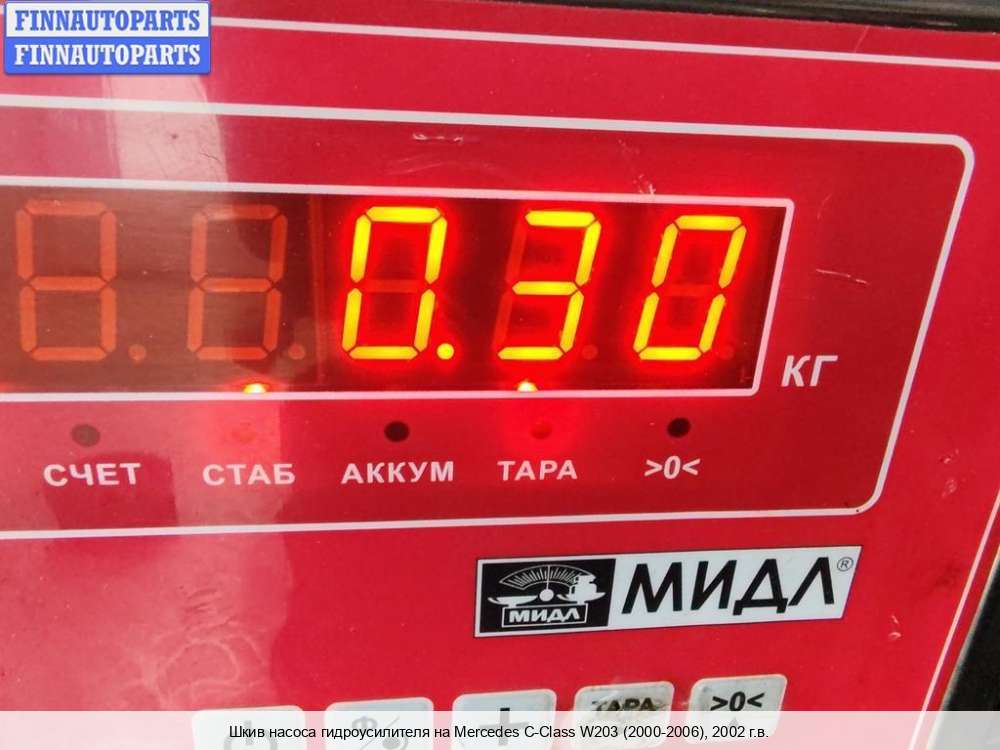 FINNAUTOPARTS
FINNAUTOPARTS
0.30
КГ
СЧЕТ СТАБ АККУМ ТАРА >0<
МИДЛ МИДЛ®
ТАРА >0<
Шкив насоса гидроусилителя на Mercedes C-Class W203 (2000-2006), 2002 г.в.